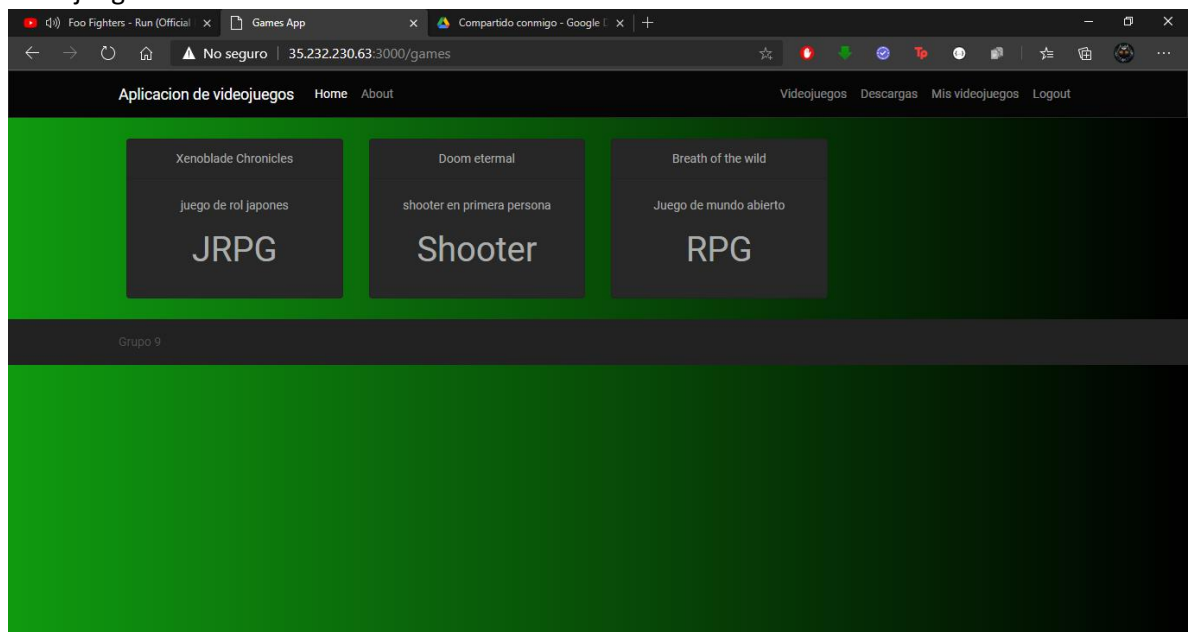 Foo Fighters - Run (Official
Games App
Compartido conmigo - Google D
No seguro | 35.232.230.63:3000/games
Aplicacion de videojuegos Home About Videojuegos Descargas Mis videojuegos Logout
Xenoblade Chronicles
juego de rol japones
JRPG
Doom etermal
shooter en primera persona
Shooter
Breath of the wild
Juego de mundo abierto
RPG
Grupo 9